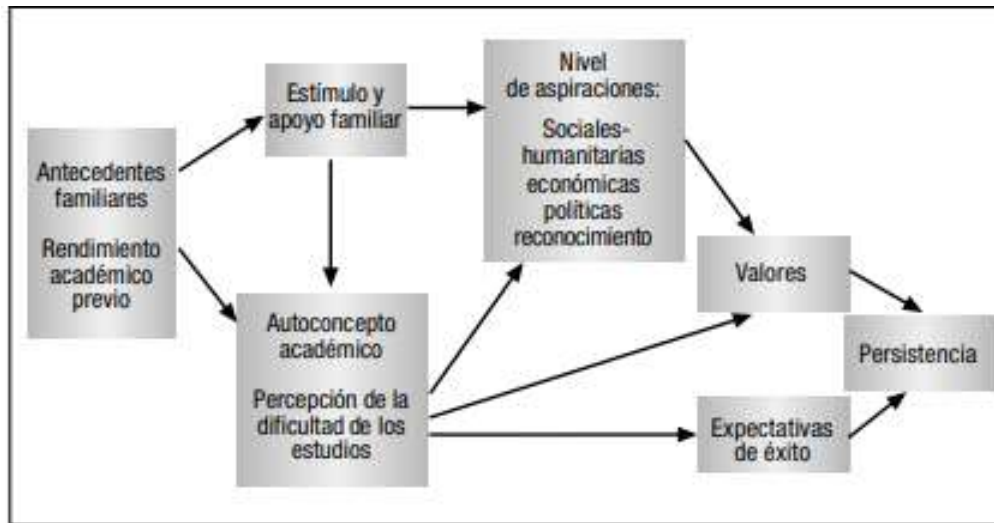 Antecedentes
familiares
Rendimiento
académico
previo
Estímulo y
apoyo familiar
Autoconcepto
académico
Percepción de la
dificultad de los
estudios
Nivel
de aspiraciones:
Sociales-
humanitarias
económicas
políticas
reconocimiento
Valores
Expectativas
de éxito
Persistencia